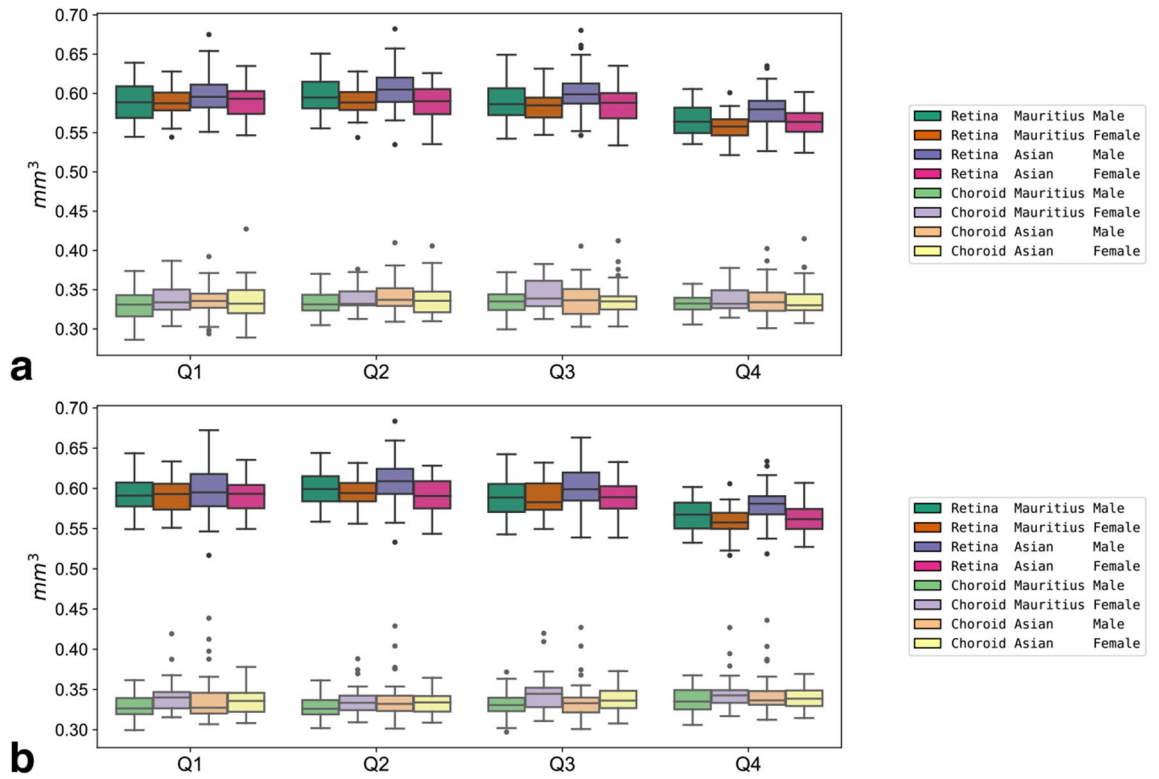 0.70
0.65
0.60
0.55
0.50
0.45
0.40
0.35
0.30
mm³
Q1 Q2 Q3 Q4
a
Retina Mauritius Male
Retina Mauritius Female
Retina Asian Male
Retina Asian Female
Choroid Mauritius Male
Choroid Mauritius Female
Choroid Asian Male
Choroid Asian Female
0.70
0.65
0.60
0.55
0.50
0.45
0.40
0.35
0.30
mm³
Q1 Q2 Q3 Q4
b
Retina Mauritius Male
Retina Mauritius Female
Retina Asian Male
Retina Asian Female
Choroid Mauritius Male
Choroid Mauritius Female
Choroid Asian Male
Choroid Asian Female